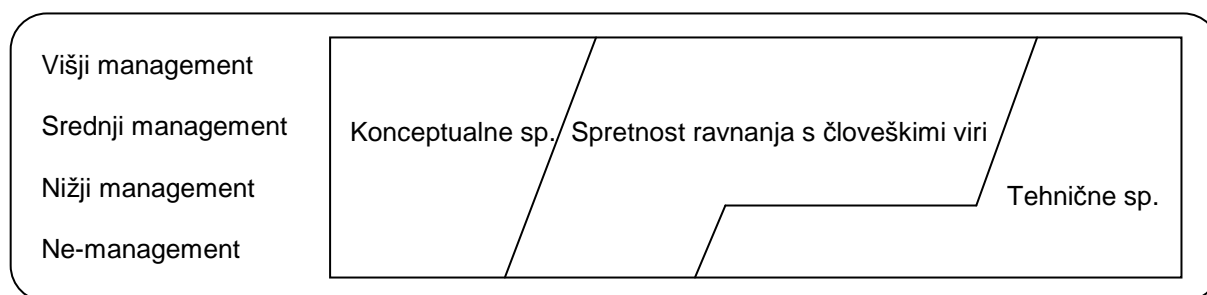 Višji management
Srednji management
Konceptualne sp.
Spretnost ravnanja s človeškimi viri
Nižji management
Tehnične sp.
Ne-management